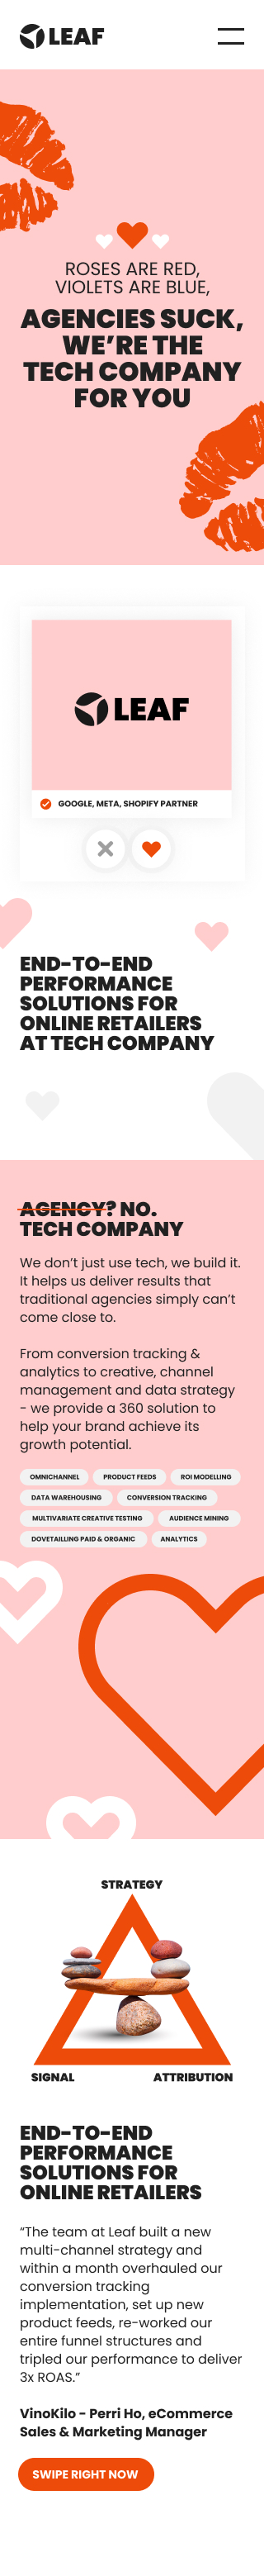 LEAF
ROSES ARE RED,
VIOLETS ARE BLUE,
AGENCIES SUCK,
WE'RE THE
TECH COMPANY
FOR YOU
LEAF
GOOGLE, META, SHOPIFY PARTNER
END-TO-END
PERFORMANCE
SOLUTIONS FOR
ONLINE RETAILERS
AT TECH COMPANY
AGENCY? NO.
TECH COMPANY
We don't just use tech, we build it.
It helps us deliver results that
traditional agencies simply can't
come close to.
From conversion tracking &
analytics to creative, channel
management and data strategy
- we provide a 360 solution to
help your brand achieve its
growth potential.
OMNICHANNEL PRODUCT FEEDS ROI MODELLING
DATA WAREHOUSING CONVERSION TRACKING
MULTIVARIATE CREATIVE TESTING AUDIENCE MINING
DOVETAILLING PAID & ORGANIC ANALYTICS
STRATEGY
SIGNAL ATTRIBUTION
END-TO-END
PERFORMANCE
SOLUTIONS FOR
ONLINE RETAILERS
"The team at Leaf built a new
multi-channel strategy and
within a month overhauled our
conversion tracking
implementation, set up new
product feeds, re-worked our
entire funnel structures and
tripled our performance to deliver
3x ROAS."
VinoKilo - Perri Ho, eCommerce
Sales & Marketing Manager
SWIPE RIGHT NOW